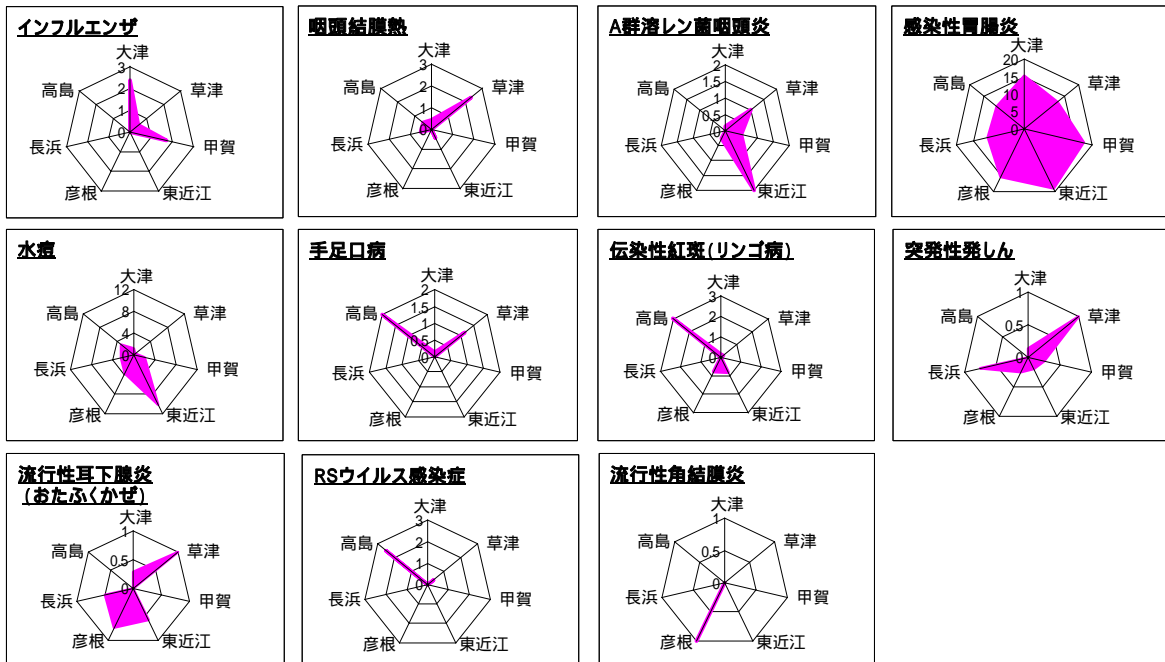 インフルエンザ
大津
3
2
1
0
草津
甲賀
東近江
彦根
長浜
高島
咽頭結膜熱
大津
3
2
1
0
草津
甲賀
東近江
彦根
長浜
高島
A群溶レン菌咽頭炎
大津
2
1.5
1
0.5
0
草津
甲賀
東近江
彦根
長浜
高島
感染性胃腸炎
大津
20
15
10
5
0
草津
甲賀
東近江
彦根
長浜
高島
水痘
大津
12
8
4
0
草津
甲賀
東近江
彦根
長浜
高島
手足口病
大津
2
1.5
1
0.5
0
草津
甲賀
東近江
彦根
長浜
高島
伝染性紅斑(リンゴ病)
大津
3
2
1
0
草津
甲賀
東近江
彦根
長浜
高島
突発性発しん
大津
1
0.5
0
草津
甲賀
東近江
彦根
長浜
高島
流行性耳下腺炎
(おたふくかぜ)
大津
1
0.5
0
草津
甲賀
東近江
彦根
長浜
高島
RSウイルス感染症
大津
3
2
1
0
草津
甲賀
東近江
彦根
長浜
高島
流行性角結膜炎
大津
1
0.5
0
草津
甲賀
東近江
彦根
長浜
高島